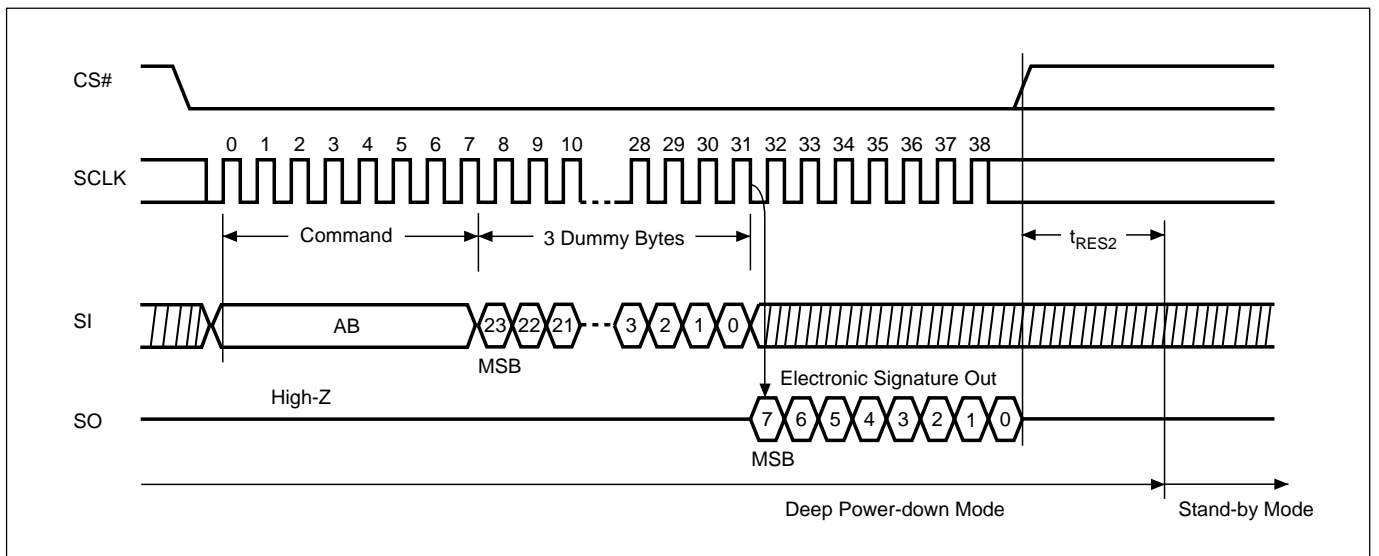 CS#
0 1 2 3 4 5 6 7 8 9 10 28 29 30 31 32 33 34 35 36 37 38
SCLK
Command 3 Dummy Bytes tRES2
SI AB 23 22 21 3 2 1 0
MSB
High-Z Electronic Signature Out
SO 7 6 5 4 3 2 1 0
MSB
Deep Power-down Mode Stand-by Mode